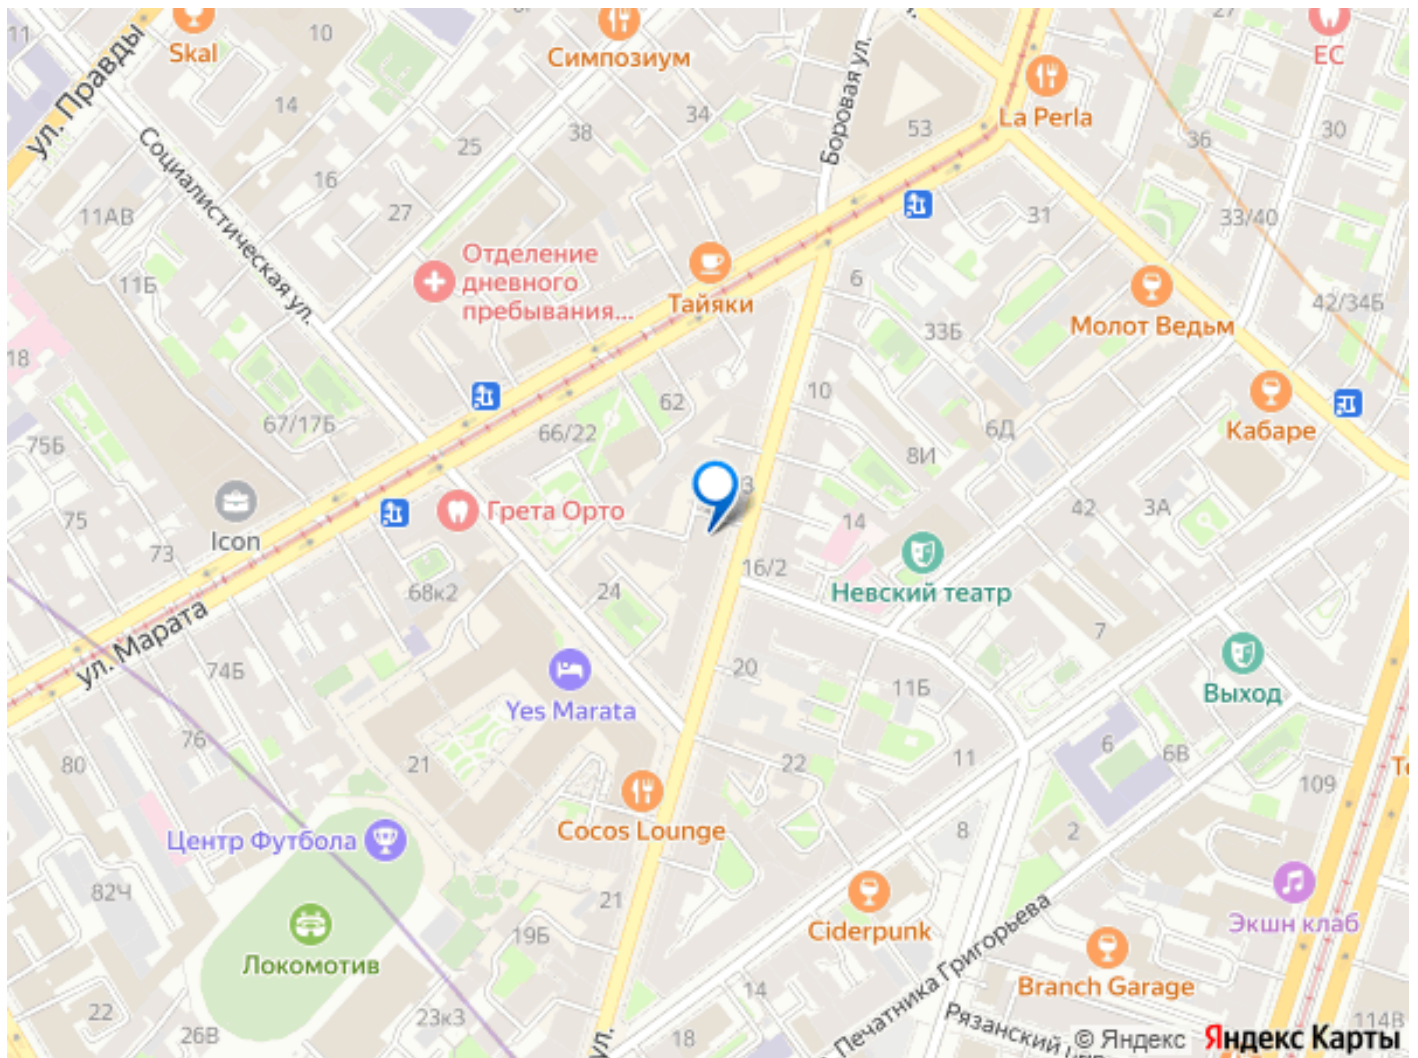 11
Skal
10
Симпозиум
27
ЕС
ул. Правды
14
34
Боровая ул.
53
La Perla
30
38
36
Социалистическая ул.
25
16
27
11АВ
31
33/40
Отделение
дневного
пребывания...
11Б
Тайяки
6
42/34Б
33Б
Молот Ведьм
18
62
10
67/17Б
66/22
6Д
Кабаре
75Б
8И
3
42
3А
Грета Орто
75
Icon
14
73
16/2
68к2
24
Невский театр
ул. Марата
7
74Б
20
11Б
Выход
Yes Marata
76
6
6В
80
21
22
11
109
Те
Cocos Lounge
Центр Футбола
8
2
82Ч
21
Экшн клаб
19Б
Ciderpunk
Локомотив
Печатника Григорьева
Branch Garage
14
22
23к3
Рязанский
114В
26В
18
ул.
© Яндекс Яндекс Карты